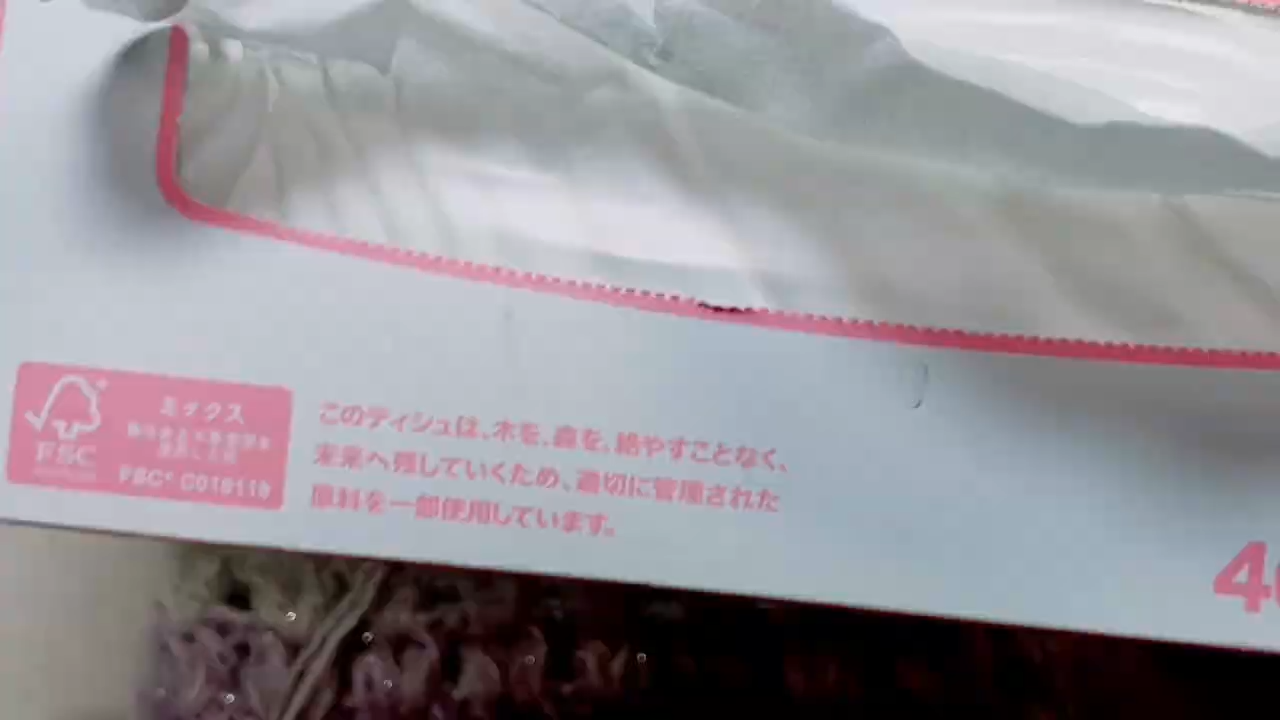 ミックス
FSC
FSC® C018118
このティシュは、木を、森を、絶やすことなく、
未来へ残していくため、適切に管理された
原料を一部使用しています。
4